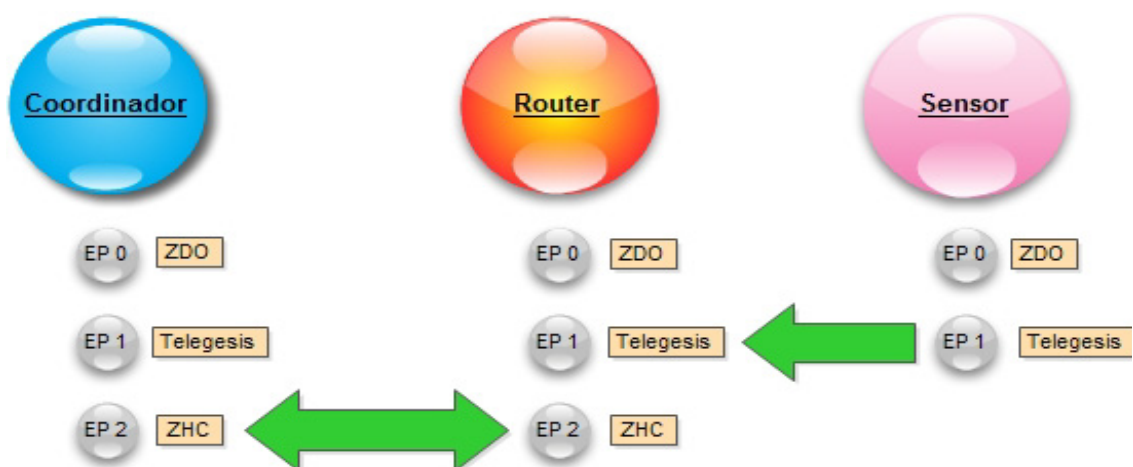 Coordinador Router Sensor
EP 0 ZDO EP 0 ZDO EP 0 ZDO
EP 1 Telegesis EP 1 Telegesis EP 1 Telegesis
EP 2 ZHC EP 2 ZHC